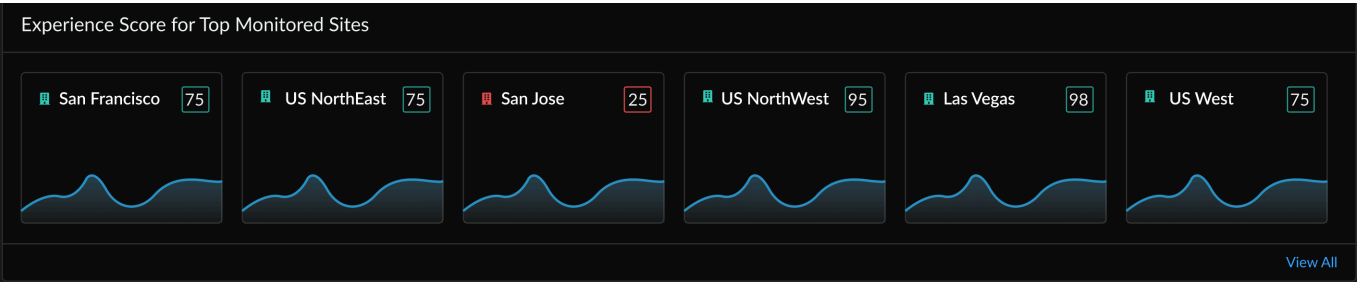 Experience Score for Top Monitored Sites
San Francisco 75
US NorthEast 75
San Jose 25
US NorthWest 95
Las Vegas 98
US West 75
View All